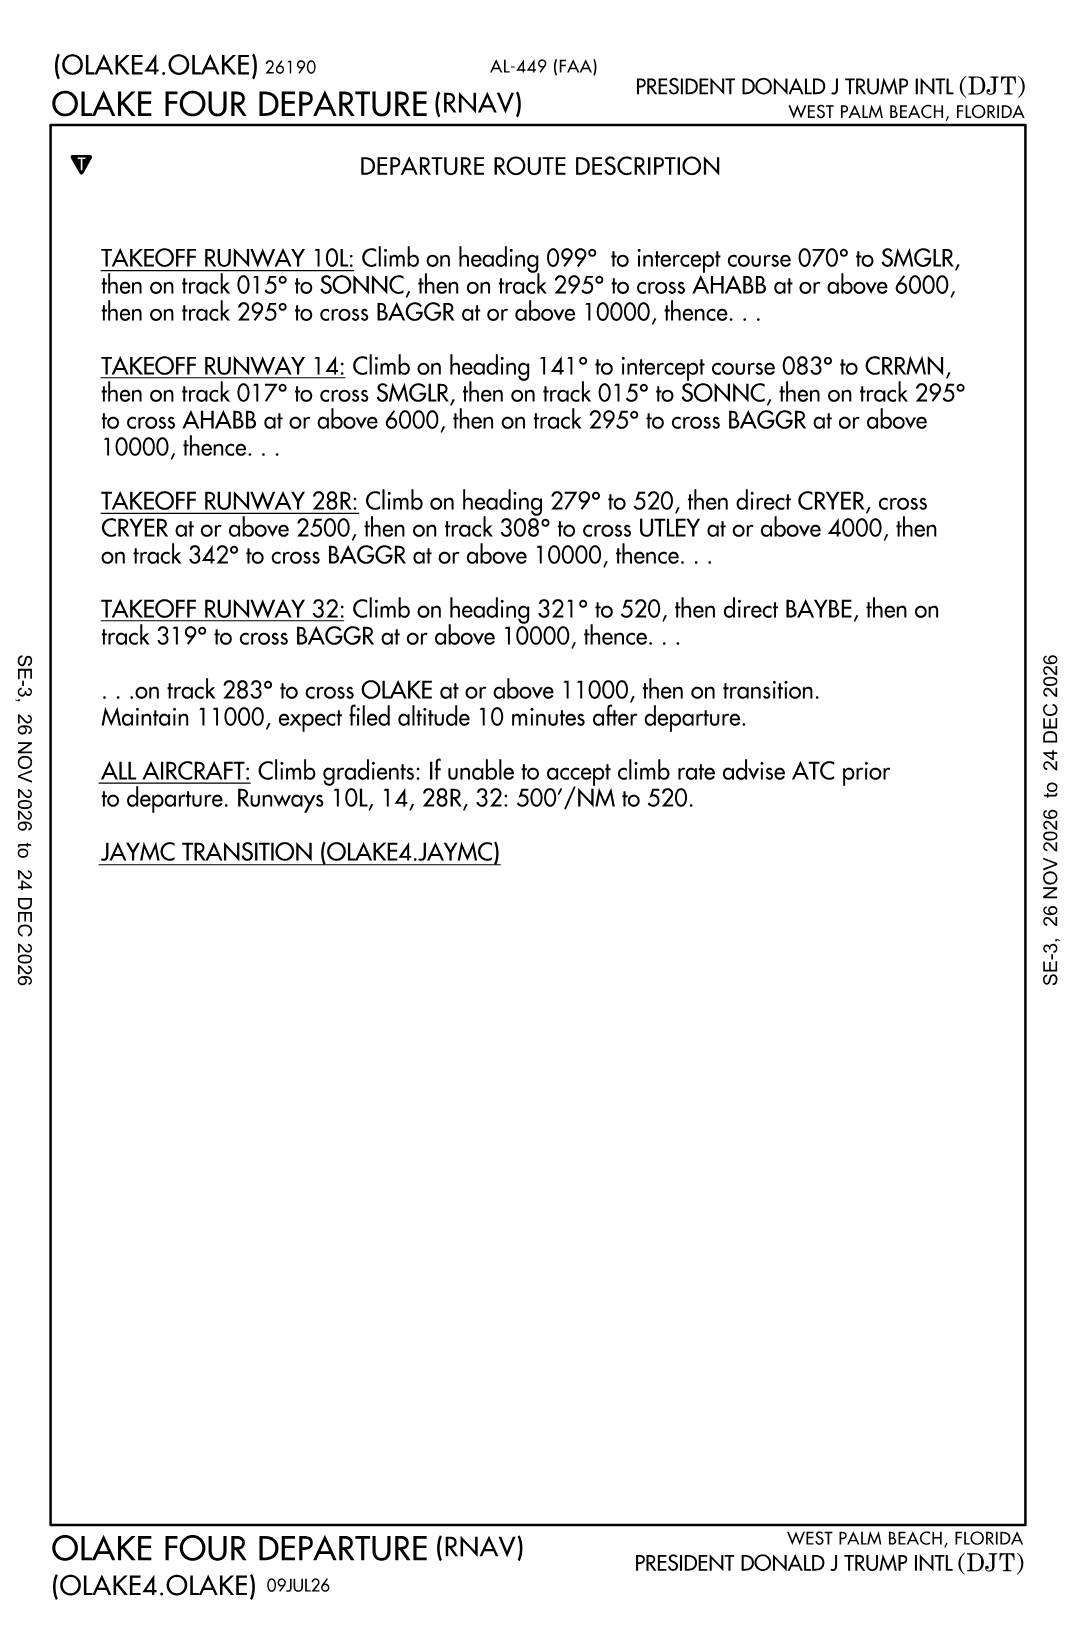 (OLAKE4.OLAKE) 26190
AL-449 (FAA)
PRESIDENT DONALD J TRUMP INTL (DJT)
OLAKE FOUR DEPARTURE (RNAV)
WEST PALM BEACH, FLORIDA
T
DEPARTURE ROUTE DESCRIPTION
TAKEOFF RUNWAY 10L: Climb on heading 099° to intercept course 070° to SMGLR,
then on track 015° to SONNC, then on track 295° to cross AHABB at or above 6000,
then on track 295° to cross BAGGR at or above 10000, thence. . .
TAKEOFF RUNWAY 14: Climb on heading 141° to intercept course 083° to CRRMN,
then on track 017° to cross SMGLR, then on track 015° to SONNC, then on track 295°
to cross AHABB at or above 6000, then on track 295° to cross BAGGR at or above
10000, thence. . .
TAKEOFF RUNWAY 28R: Climb on heading 279° to 520, then direct CRYER, cross
CRYER at or above 2500, then on track 308° to cross UTLEY at or above 4000, then
on track 342° to cross BAGGR at or above 10000, thence. . .
TAKEOFF RUNWAY 32: Climb on heading 321° to 520, then direct BAYBE, then on
track 319° to cross BAGGR at or above 10000, thence. . .
. . .on track 283° to cross OLAKE at or above 11000, then on transition.
Maintain 11000, expect filed altitude 10 minutes after departure.
ALL AIRCRAFT: Climb gradients: If unable to accept climb rate advise ATC prior
to departure. Runways 10L, 14, 28R, 32: 500'/NM to 520.
JAYMC TRANSITION (OLAKE4.JAYMC)
SE-3, 26 NOV 2026 to 24 DEC 2026
SE-3, 26 NOV 2026 to 24 DEC 2026
OLAKE FOUR DEPARTURE (RNAV)
WEST PALM BEACH, FLORIDA
PRESIDENT DONALD J TRUMP INTL (DJT)
(OLAKE4.OLAKE) 09JUL26